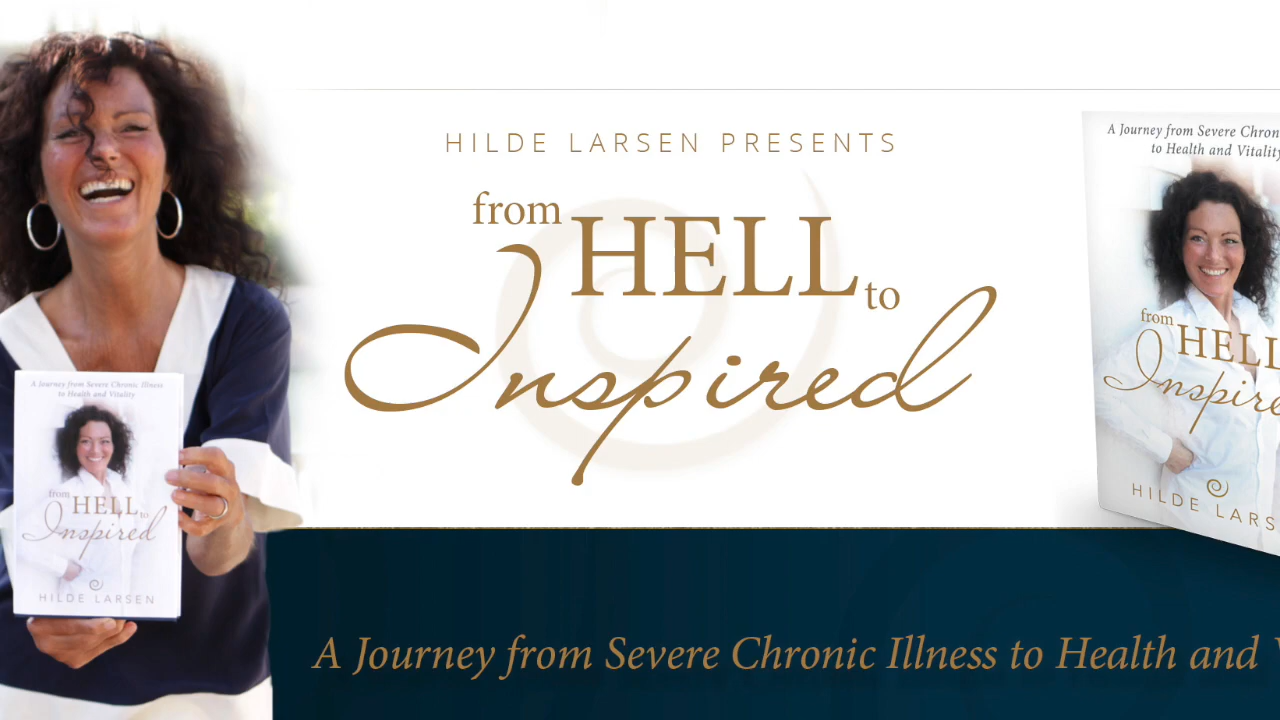 HILDE LARSEN PRESENTS
from HELL to
Inspired
A Journey from Severe Chronic Illness to Health and
A Journey from Severe Chronic Illness
to Health and Vitality
from HELL to
Inspired
HILDE LARSEN
A Journey from Severe Chron
to Health and Vitality
from HELL
Inspire
HILDE LARS